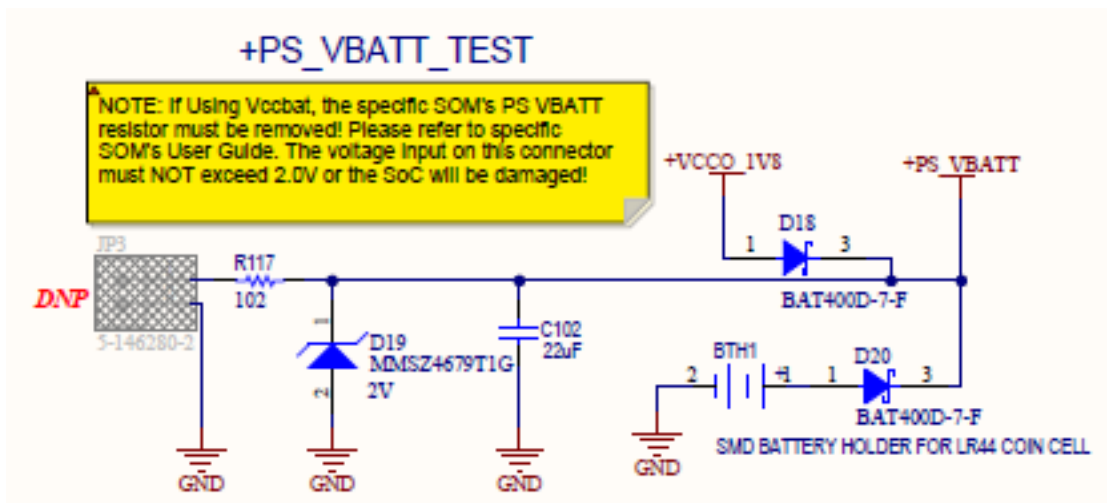 +PS_VBATT_TEST
NOTE: If Using Vccbat, the specific SOM's PS VBATT
resistor must be removed! Please refer to specific
SOM's User Guide. The voltage input on this connector
must NOT exceed 2.0V or the SoC will be damaged!
+VCCO_1V8
+PS_VBATT
D18
1
3
BAT400D-7-F
JP3
DNP
5-146280-2
R117
102
1
D19
MMSZ4679T1G
2V
2
C102
22uF
BTH1
2
+1
D20
1
3
BAT400D-7-F
SMD BATTERY HOLDER FOR LR44 COIN CELL
GND
GND
GND
GND